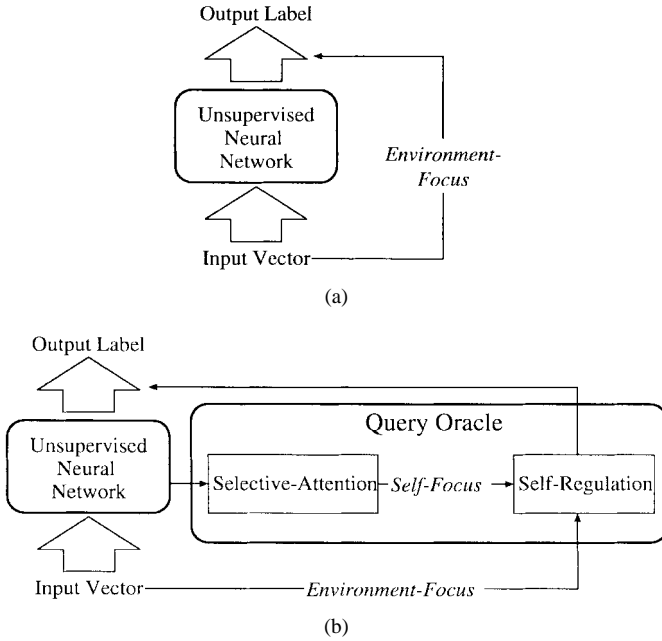 Output Label
Unsupervised
Neural
Network
Environment-
Focus
Input Vector
(a)
Output Label
Query Oracle
Unsupervised
Neural
Network
Selective-Attention
Self-Focus
Self-Regulation
Input Vector
Environment-Focus
(b)